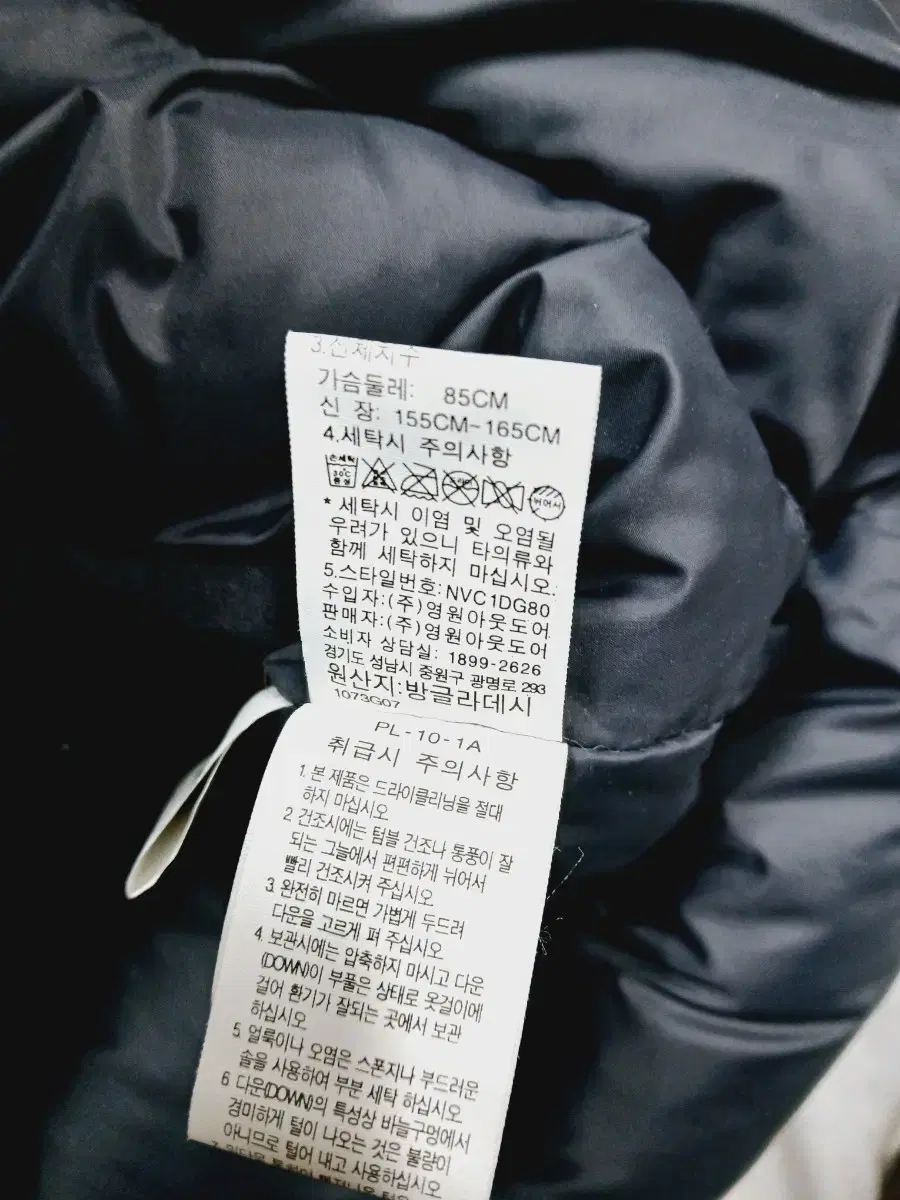 3.신체치수
가슴둘레: 85CM
신 장: 155CM~165CM
4.세탁시 주의사항
손세탁
30℃
중성
뉘어서
* 세탁시 이염 및 오염될
우려가 있으니 타의류와
함께 세탁하지 마십시오.
5.스타일번호:NVC1DG80
수입자:(주)영원아웃도어
판매자:(주)영원아웃도어
소비자 상담실: 1899-2626
경기도 성남시 중원구 광명로 293
원산지:방글라데시
1073G07
PL-10-1A
취급시 주의사항
1. 본 제품은 드라이클리닝을 절대
하지 마십시오
2 건조시에는 텀블 건조나 통풍이 잘
되는 그늘에서 편편하게 뉘어서
빨리 건조시켜 주십시오
3. 완전히 마르면 가볍게 두드려
다운을 고르게 펴 주십시오
4. 보관시에는 압축하지 마시고 다운
(DOWN)이 부풀은 상태로 옷걸이에
걸어 환기가 잘되는 곳에서 보관
하십시오
5. 얼룩이나 오염은 스폰지나 부드러운
솔을 사용하여 부분 세탁 하십시오
6 다운(DOWN)의 특성상 바늘구멍에서
경미하게 털이 나오는 것은 불량이
아니므로 털어 내고 사용하십시오